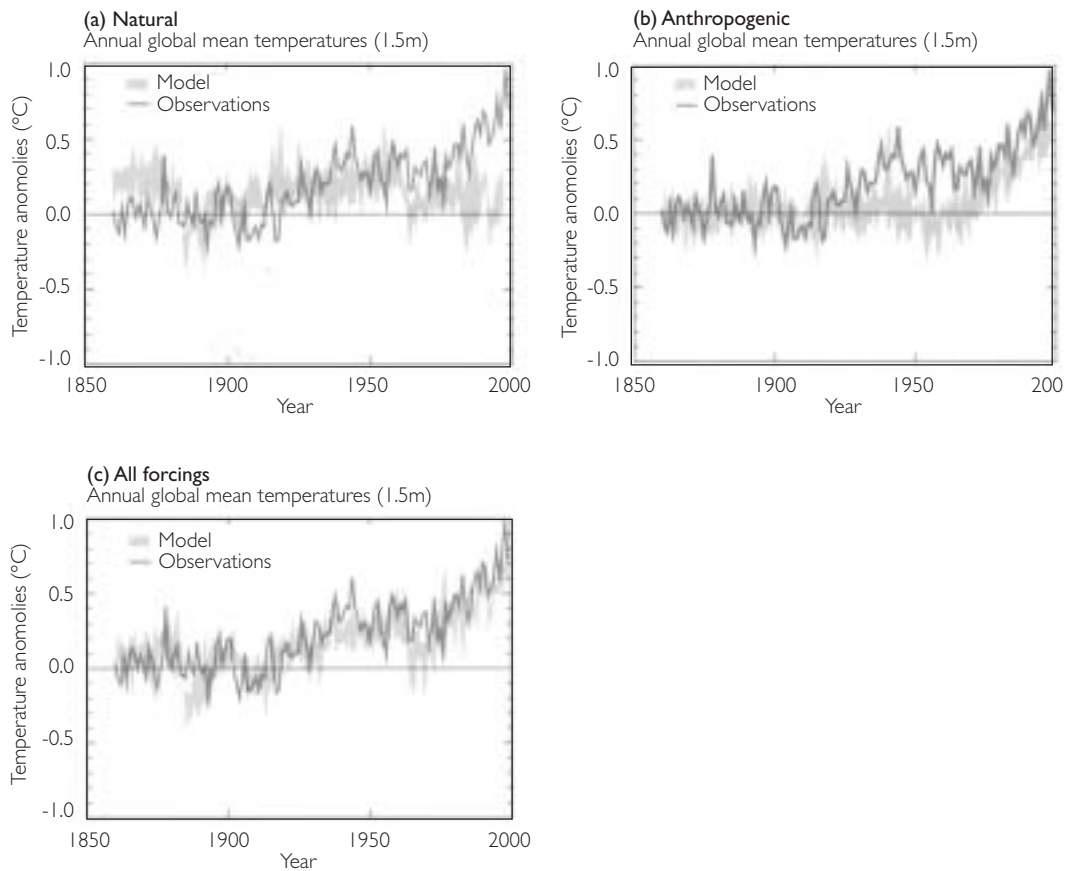 (a) Natural
Annual global mean temperatures (1.5m)
1.0
0.5
0.0
-0.5
-1.0
Temperature anomolies (°C)
Model
Observations
1850
1900
1950
2000
Year
(b) Anthropogenic
Annual global mean temperatures (1.5m)
1.0
0.5
0.0
-0.5
-1.0
Temperature anomolies (°C)
Model
Observations
1850
1900
1950
200
Year
(c) All forcings
Annual global mean temperatures (1.5m)
1.0
0.5
0.0
-0.5
-1.0
Temperature anomolies (°C)
Model
Observations
1850
1900
1950
2000
Year